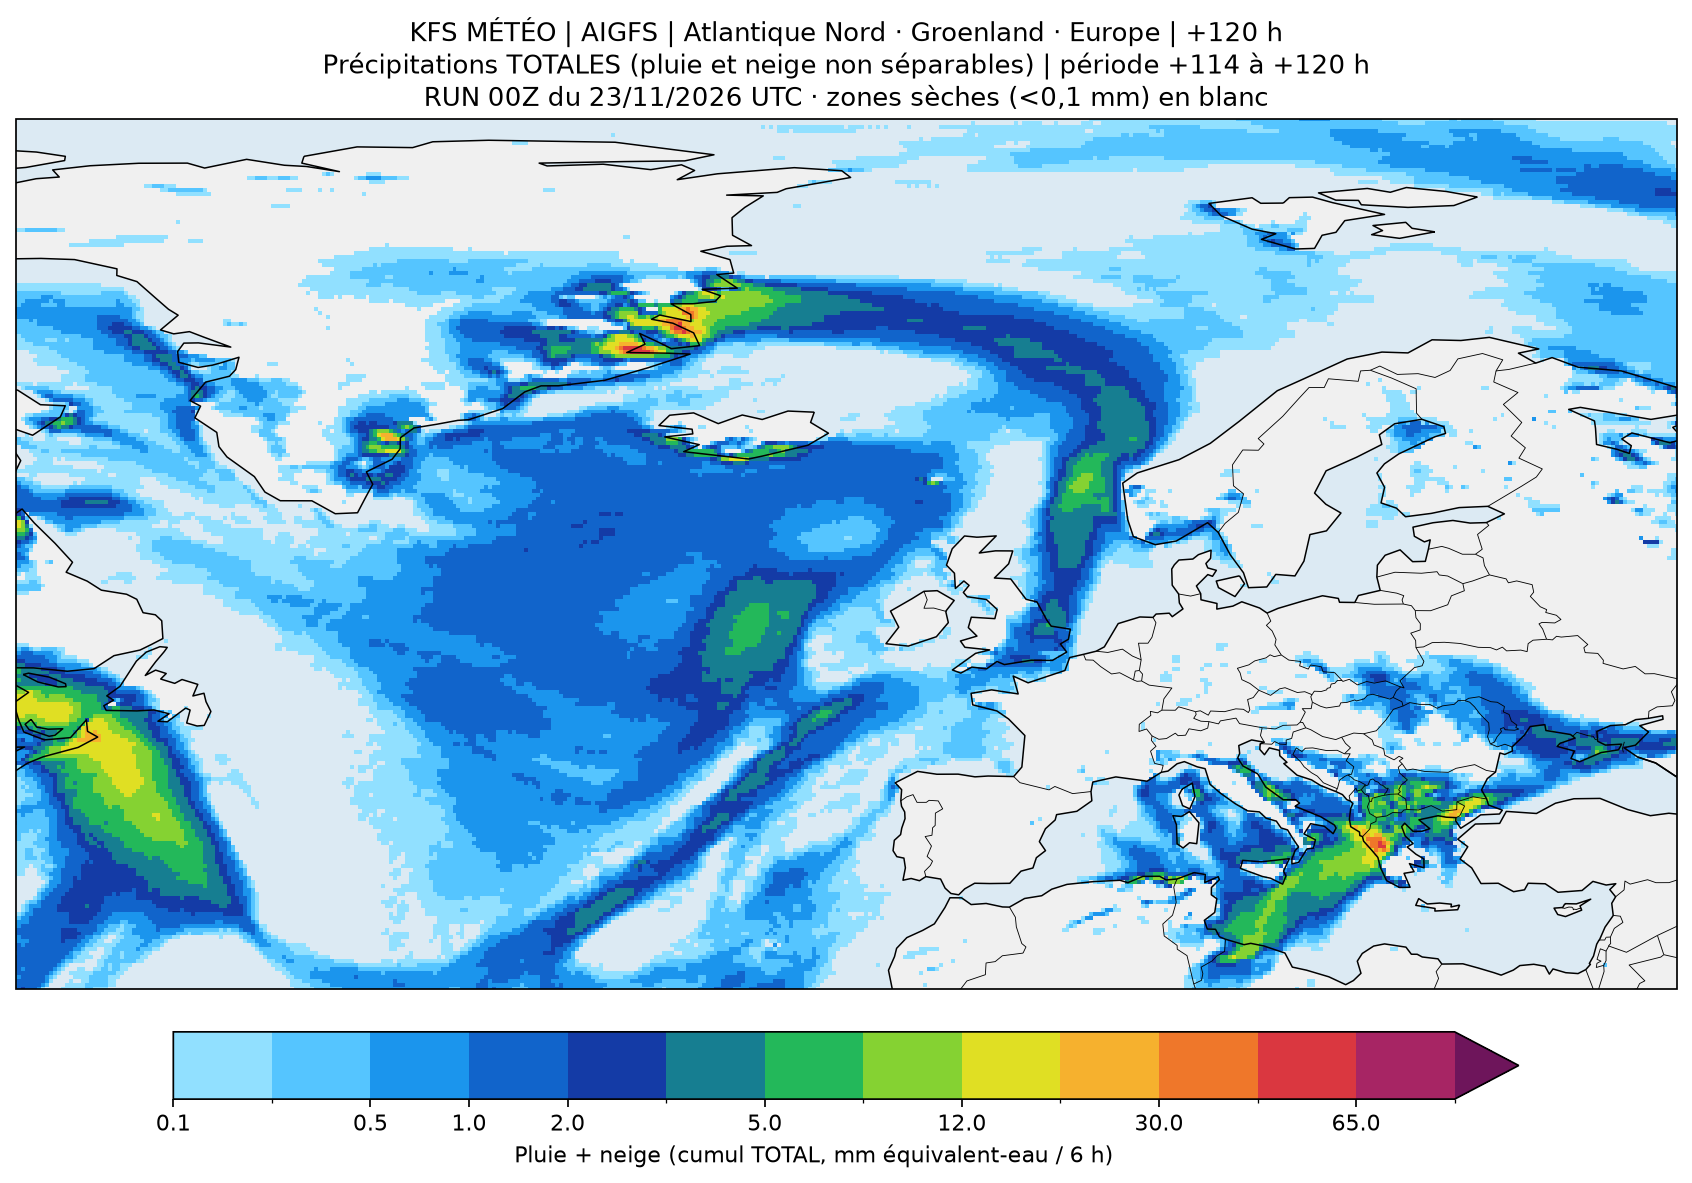 KFS MÉTÉO | AIGFS | Atlantique Nord · Groenland · Europe | +120 h
Précipitations TOTALES (pluie et neige non séparables) | période +114 à +120 h
RUN 00Z du 23/11/2026 UTC · zones sèches (<0,1 mm) en blanc
0.1 0.5 1.0 2.0 5.0 12.0 30.0 65.0
Pluie + neige (cumul TOTAL, mm équivalent-eau / 6 h)